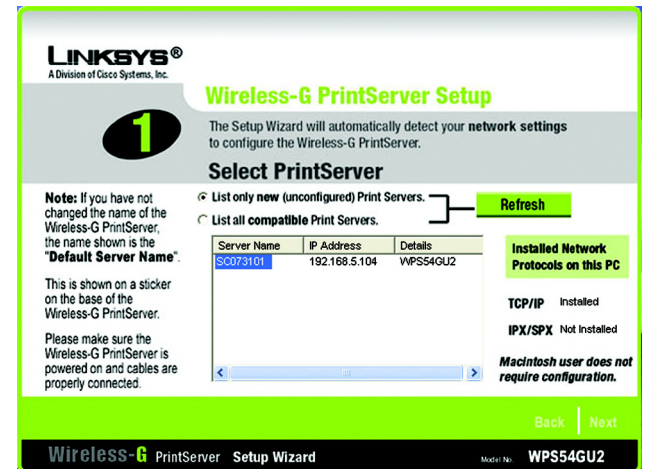 LINKSYS®
A Division of Cisco Systems, Inc.
Wireless-G PrintServer Setup
1
The Setup Wizard will automatically detect your network settings
to configure the Wireless-G PrintServer.
Select PrintServer
Note: If you have not
changed the name of the
Wireless-G PrintServer,
the name shown is the
"Default Server Name".
This is shown on a sticker
on the base of the
Wireless-G PrintServer.
Please make sure the
Wireless-G PrintServer is
powered on and cables are
properly connected.
List only new (unconfigured) Print Servers.
List all compatible Print Servers.
Refresh
Server Name IP Address Details
SC073101 192.168.5.104 WPS54GU2
Installed Network
Protocols on this PC
TCP/IP Installed
IPX/SPX Not Installed
Macintosh user does not
require configuration.
Back Next
Wireless-G PrintServer Setup Wizard Model No. WPS54GU2